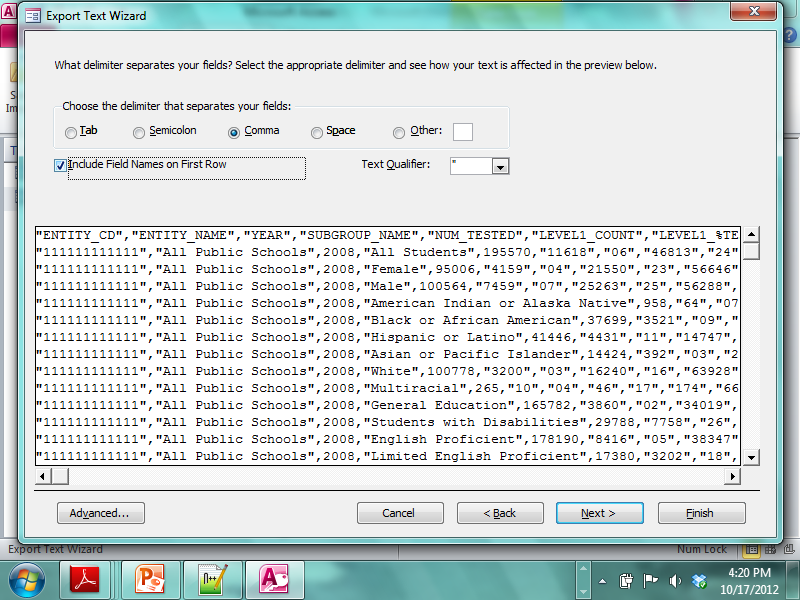 Export Text Wizard
What delimiter separates your fields? Select the appropriate delimiter and see how your text is affected in the preview below.
Choose the delimiter that separates your fields:
Tab Semicolon Comma Space Other:
Include Field Names on First Row Text Qualifier: "
"ENTITY_CD","ENTITY_NAME","YEAR","SUBGROUP_NAME","NUM_TESTED","LEVEL1_COUNT","LEVEL1_%TE
"111111111111","All Public Schools",2008,"All Students",195570,"11618","06","46813","24"
"111111111111","All Public Schools",2008,"Female",95006,"4159","04","21550","23","56646"
"111111111111","All Public Schools",2008,"Male",100564,"7459","07","25263","25","56288",
"111111111111","All Public Schools",2008,"American Indian or Alaska Native",958,"64","07
"111111111111","All Public Schools",2008,"Black or African American",37699,"3521","09","
"111111111111","All Public Schools",2008,"Hispanic or Latino",41446,"4431","11","14747",
"111111111111","All Public Schools",2008,"Asian or Pacific Islander",14424,"392","03","2
"111111111111","All Public Schools",2008,"White",100778,"3200","03","16240","16","63928"
"111111111111","All Public Schools",2008,"Multiracial",265,"10","04","46","17","174","66
"111111111111","All Public Schools",2008,"General Education",165782,"3860","02","34019",
"111111111111","All Public Schools",2008,"Students with Disabilities",29788,"7758","26",
"111111111111","All Public Schools",2008,"English Proficient",178190,"8416","05","38347"
"111111111111","All Public Schools",2008,"Limited English Proficient",17380,"3202","18",
Advanced... Cancel < Back Next > Finish
Export Text Wizard Num Lock
4:20 PM
10/17/2012